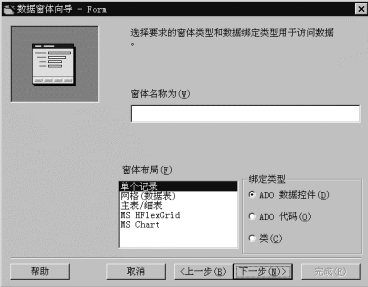 数据窗体向导 - Form
选择要求的窗体类型和数据绑定类型用于访问数据
。
窗体名称为(V)
窗体布局(F)
单个记录
网格(数据表)
主表/细表
MS HFlexGrid
MS Chart
绑定类型
ADO 数据控件(D)
ADO 代码(O)
类(C)
帮助
取消
<上一步(B)
下一步(N)>
完成(F)